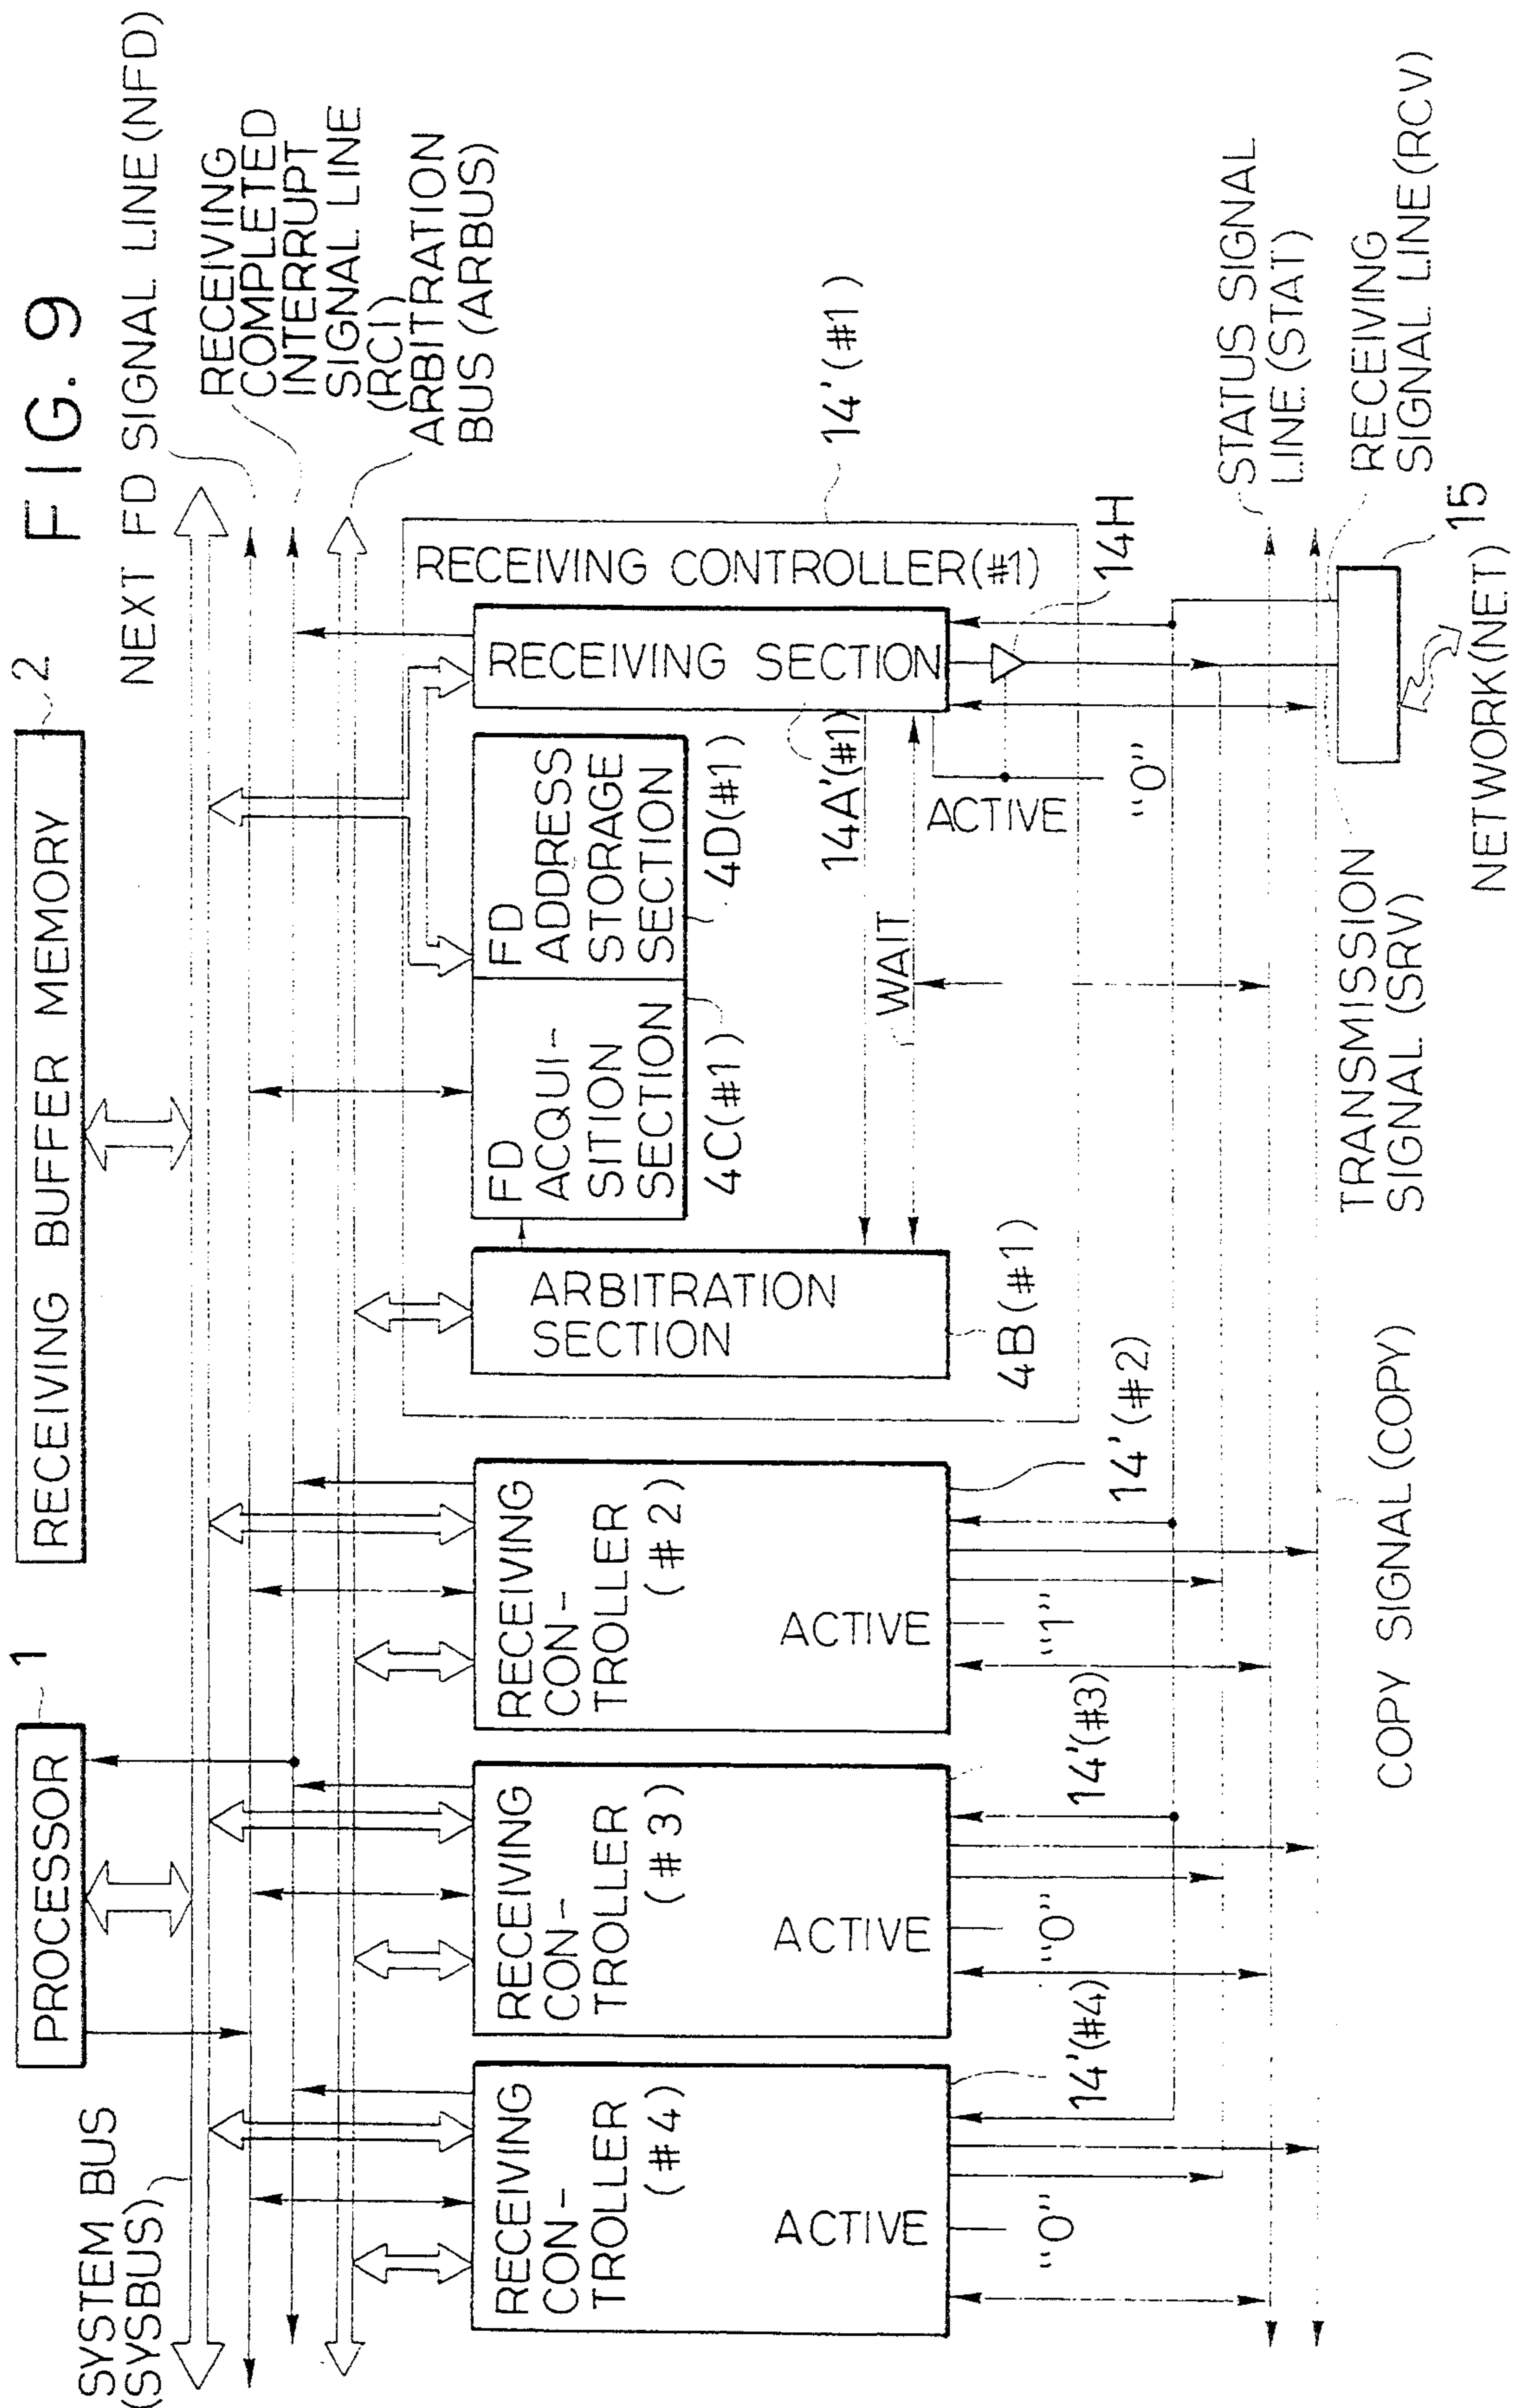 FIG. 9
PROCESSOR
1
RECEIVING BUFFER MEMORY
2
SYSTEM BUS
(SYSBUS)
NEXT FD SIGNAL LINE(NFD)
RECEIVING
COMPLETED
INTERRUPT
SIGNAL LINE
(RCI)
ARBITRATION
BUS (ARBUS)
RECEIVING
CON-
TROLLER
(#4)
ACTIVE
"0"
14'(#4)
RECEIVING
CON-
TROLLER
(#3)
ACTIVE
"0"
14'(#3)
RECEIVING
CON-
TROLLER
(#2)
ACTIVE
"1"
14'(#2)
14'(#1)
RECEIVING CONTROLLER(#1)
ARBITRATION
SECTION
4B(#1)
FD
ACQUI-
SITION
SECTION
4C(#1)
FD
ADDRESS
STORAGE
SECTION
4D(#1)
RECEIVING SECTION
14A'(#1)
WAIT
ACTIVE
"0"
14H
STATUS SIGNAL
LINE(STAT)
RECEIVING
SIGNAL LINE(RCV)
TRANSMISSION
SIGNAL (SRV)
COPY SIGNAL(COPY)
15
NETWORK(NET)